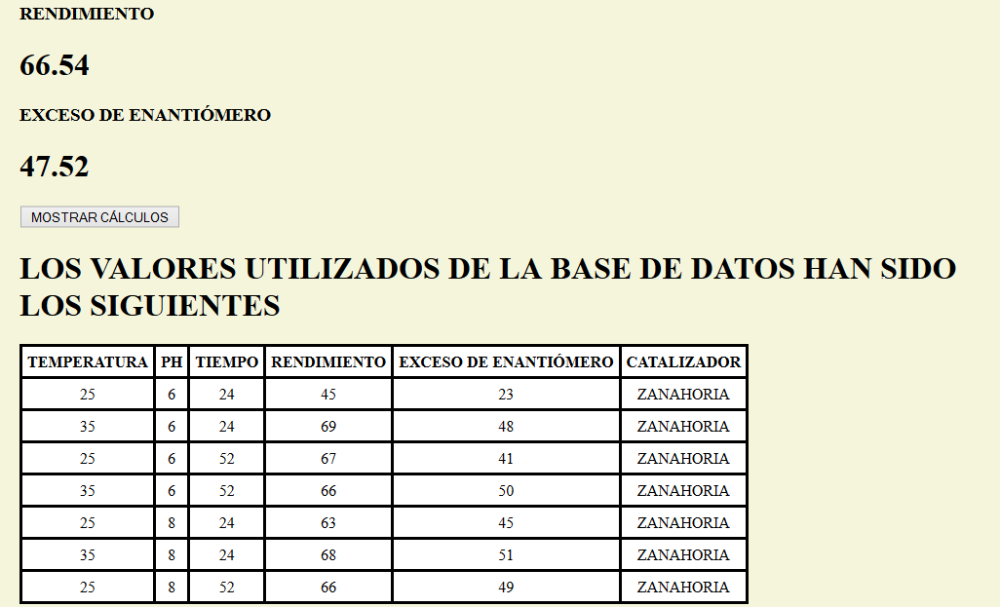 RENDIMIENTO
66.54
EXCESO DE ENANTIÓMERO
47.52
MOSTRAR CÁLCULOS
LOS VALORES UTILIZADOS DE LA BASE DE DATOS HAN SIDO
LOS SIGUIENTES
TEMPERATURA PH TIEMPO RENDIMIENTO EXCESO DE ENANTIÓMERO CATALIZADOR
25 6 24 45 23 ZANAHORIA
35 6 24 69 48 ZANAHORIA
25 6 52 67 41 ZANAHORIA
35 6 52 66 50 ZANAHORIA
25 8 24 63 45 ZANAHORIA
35 8 24 68 51 ZANAHORIA
25 8 52 66 49 ZANAHORIA